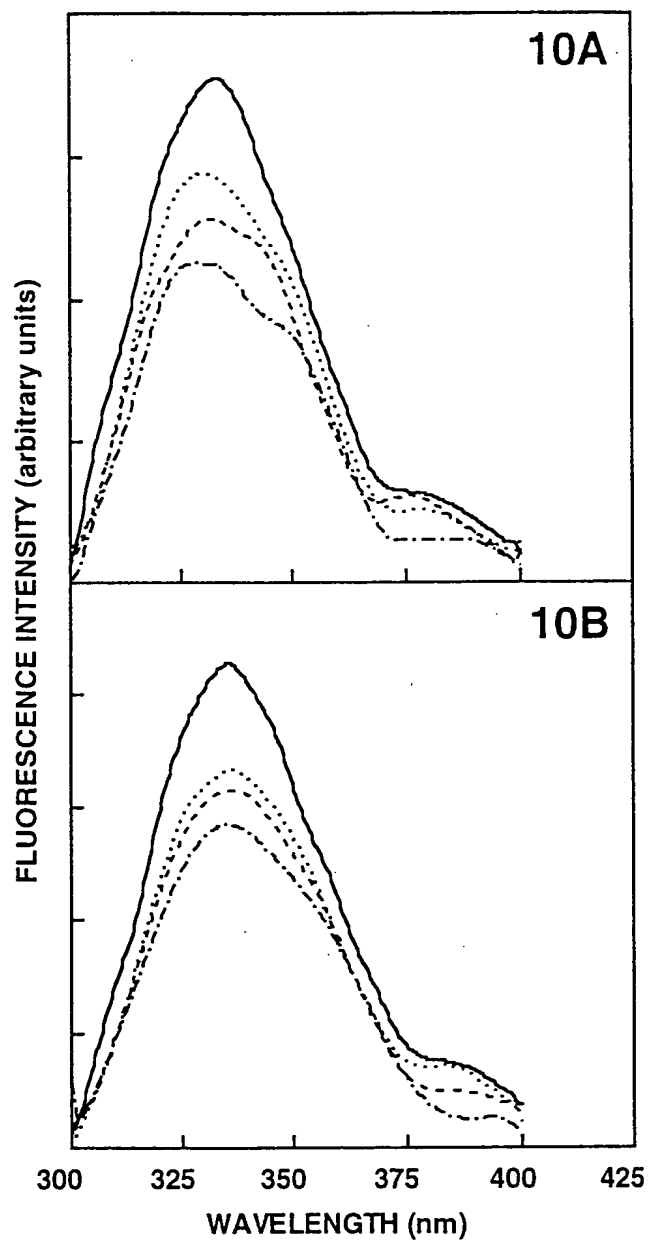 10A
10B
FLUORESCENCE INTENSITY (arbitrary units)
300 325 350 375 400 425
WAVELENGTH (nm)